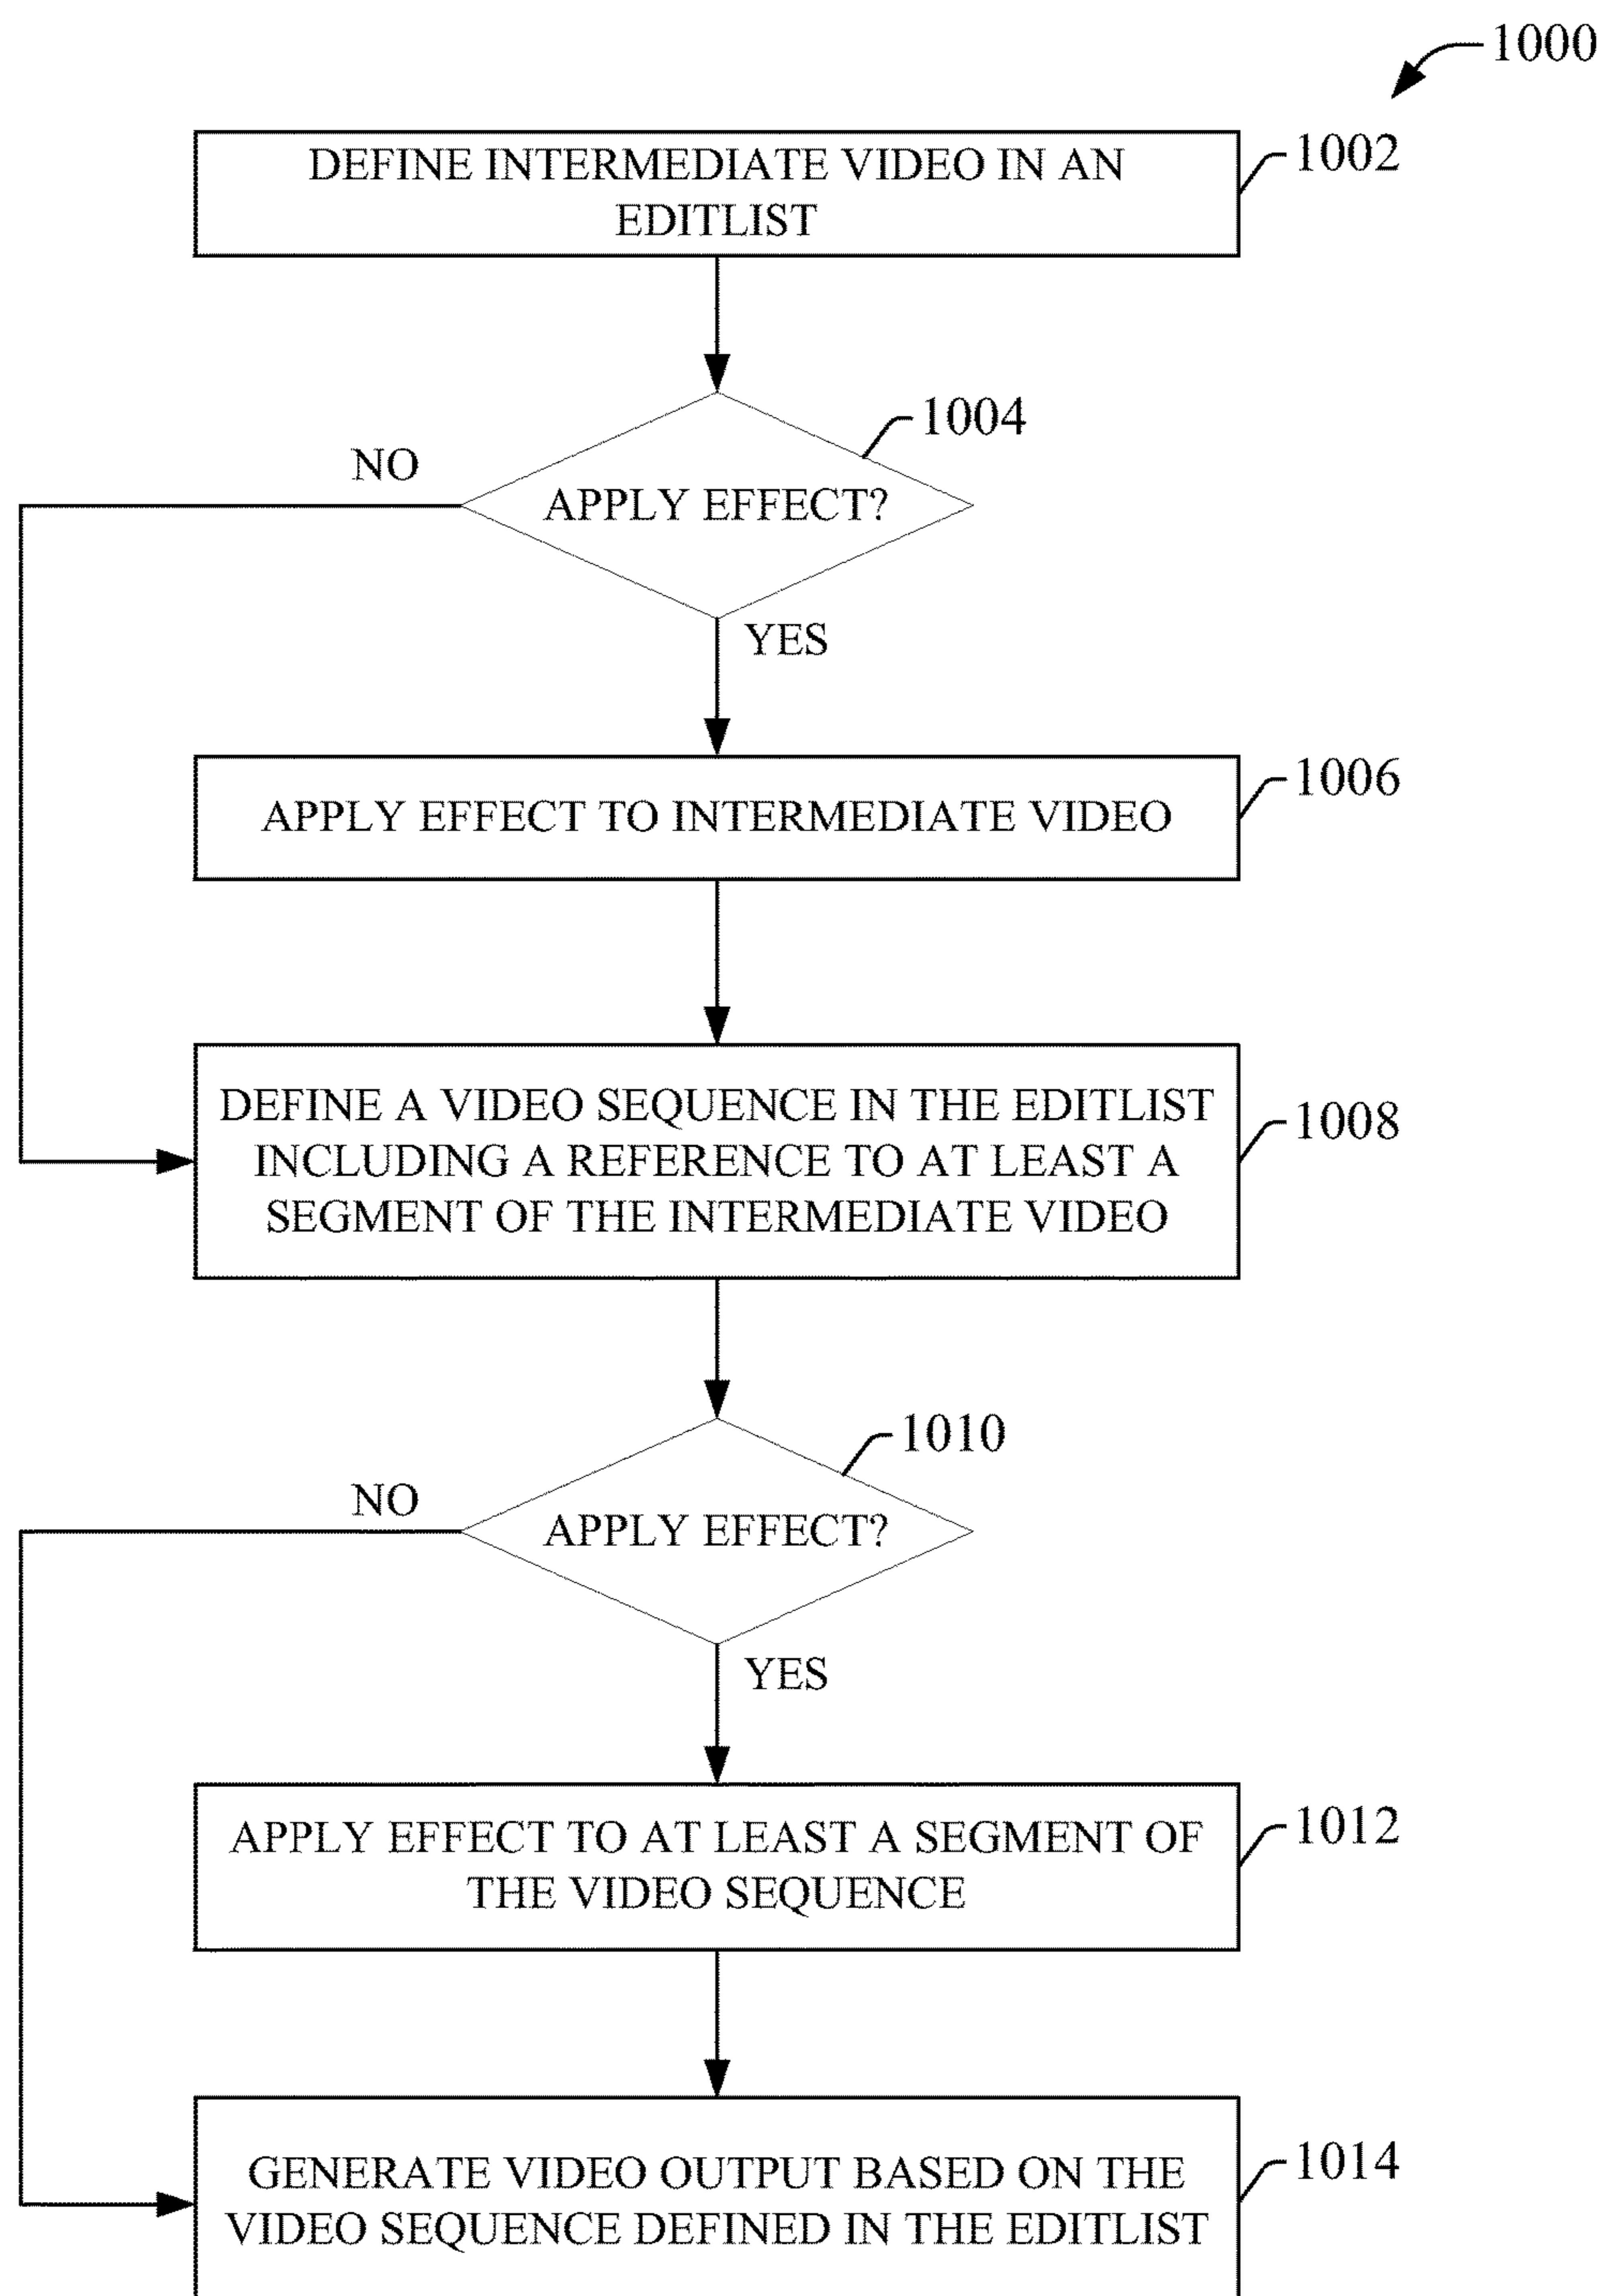 1000
DEFINE INTERMEDIATE VIDEO IN AN
EDITLIST
1002
1004
NO
APPLY EFFECT?
YES
1006
APPLY EFFECT TO INTERMEDIATE VIDEO
DEFINE A VIDEO SEQUENCE IN THE EDITLIST
INCLUDING A REFERENCE TO AT LEAST A
SEGMENT OF THE INTERMEDIATE VIDEO
1008
1010
NO
APPLY EFFECT?
YES
APPLY EFFECT TO AT LEAST A SEGMENT OF
THE VIDEO SEQUENCE
1012
GENERATE VIDEO OUTPUT BASED ON THE
VIDEO SEQUENCE DEFINED IN THE EDITLIST
1014